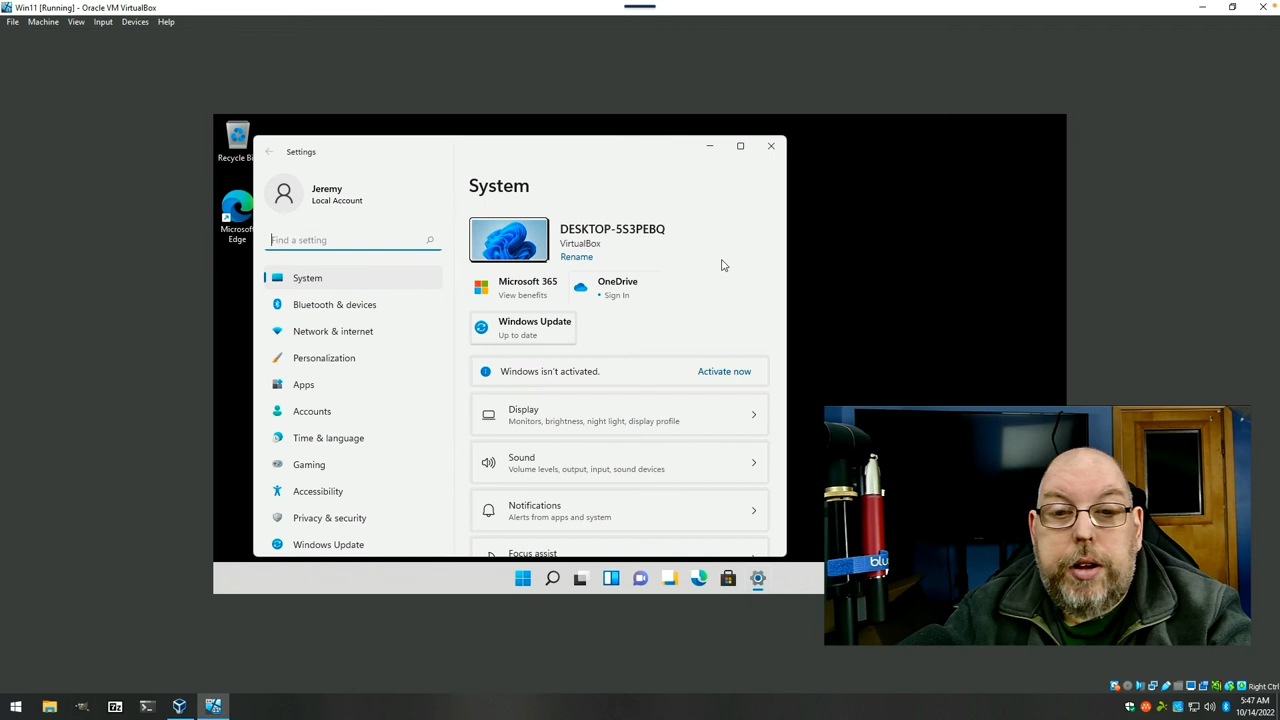 Win11 [Running] - Oracle VM VirtualBox
File Machine View Input Devices Help
Recycle Bi
Microsoft
Edge
Settings
Jeremy
Local Account
Find a setting
System
Bluetooth & devices
Network & internet
Personalization
Apps
Accounts
Time & language
Gaming
Accessibility
Privacy & security
Windows Update
System
DESKTOP-5S3PEBQ
VirtualBox
Rename
Microsoft 365
View benefits
OneDrive
• Sign In
Windows Update
Up to date
Windows isn't activated.
Activate now
Display
Monitors, brightness, night light, display profile
Sound
Volume levels, output, input, sound devices
Notifications
Alerts from apps and system
Focus assist
blu
Right Ctrl
5:47 AM
10/14/2022